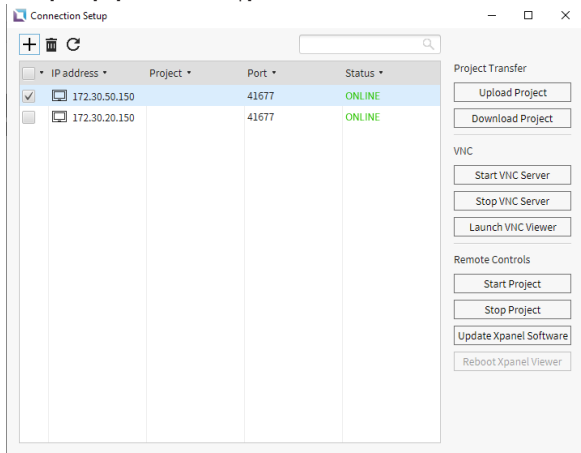 Connection Setup
IP address Project Port Status
172.30.50.150 41677 ONLINE
172.30.20.150 41677 ONLINE
Project Transfer
Upload Project
Download Project
VNC
Start VNC Server
Stop VNC Server
Launch VNC Viewer
Remote Controls
Start Project
Stop Project
Update Xpanel Software
Reboot Xpanel Viewer